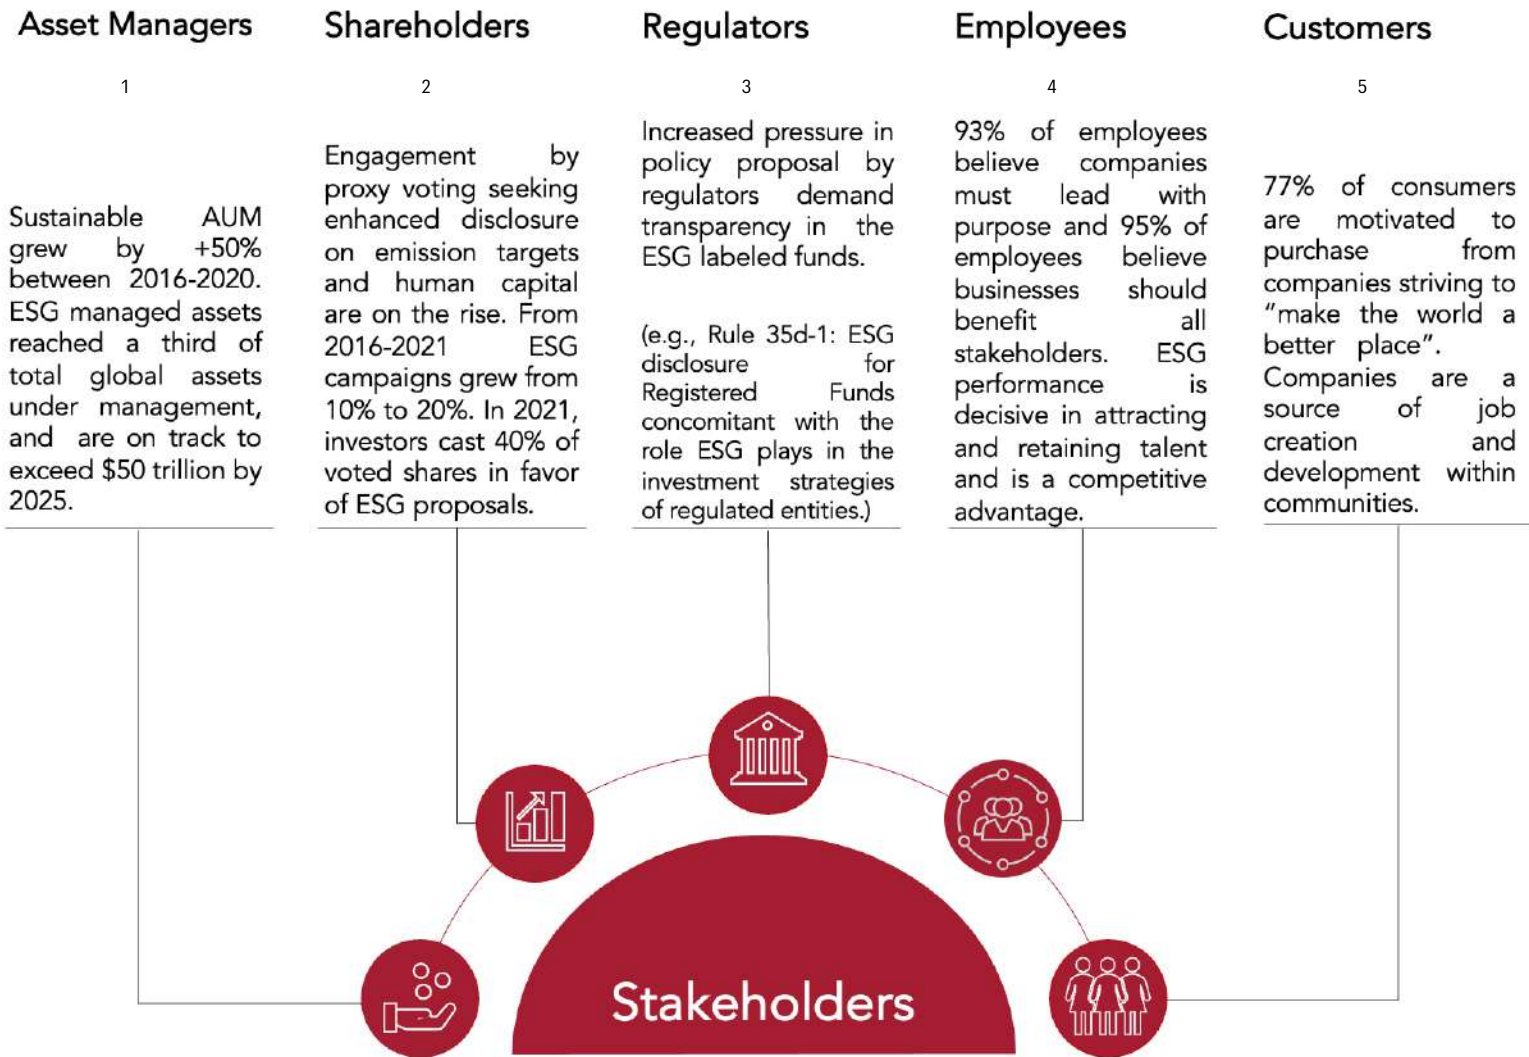 Asset Managers
1
Sustainable AUM
grew by +50%
between 2016-2020.
ESG managed assets
reached a third of
total global assets
under management,
and are on track to
exceed $50 trillion by
2025.
Shareholders
2
Engagement by
proxy voting seeking
enhanced disclosure
on emission targets
and human capital
are on the rise. From
2016-2021 ESG
campaigns grew from
10% to 20%. In 2021,
investors cast 40% of
voted shares in favor
of ESG proposals.
Regulators
3
Increased pressure in
policy proposal by
regulators demand
transparency in the
ESG labeled funds.
(e.g., Rule 35d-1: ESG
disclosure for
Registered Funds
concomitant with the
role ESG plays in the
investment strategies
of regulated entities.)
Employees
4
93% of employees
believe companies
must lead with
purpose and 95% of
employees believe
businesses should
benefit all
stakeholders. ESG
performance is
decisive in attracting
and retaining talent
and is a competitive
advantage.
Customers
5
77% of consumers
are motivated to
purchase from
companies striving to
“make the world a
better place”.
Companies are a
source of job
creation and
development within
communities.
Stakeholders